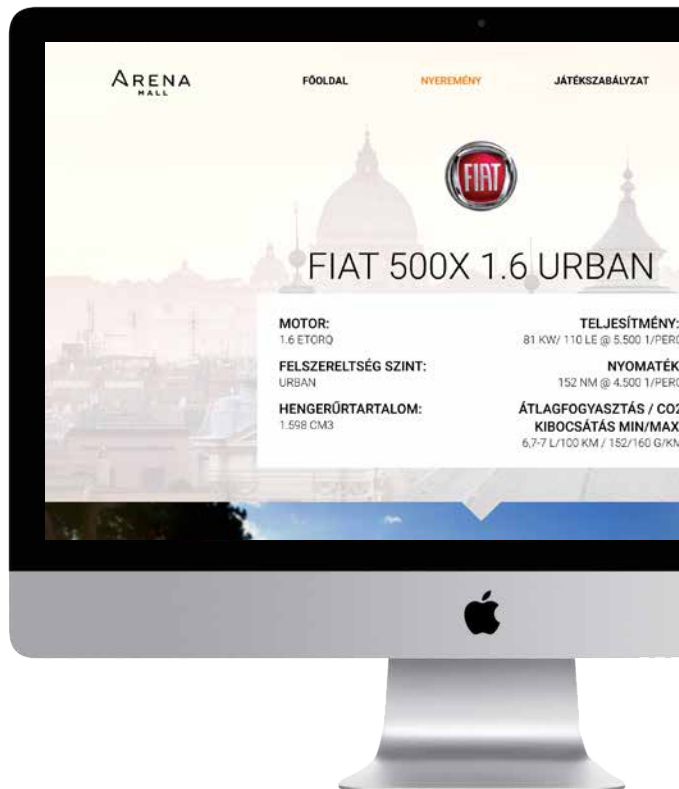 ARENA
MALL
FŐOLDAL
NYEREMÉNY
JÁTÉKSZABÁLYZAT
FIAT
FIAT 500X 1.6 URBAN
MOTOR:
1.6 ETORQ
FELSZERELTSÉG SZINT:
URBAN
HENGERŰRTARTALOM:
1.598 CM3
TELJESÍTMÉNY:
81 KW/ 110 LE @ 5.500 1/PERC
NYOMATÉK
152 NM @ 4.500 1/PERC
ÁTLAGFOGYASZTÁS / CO2
KIBOCSÁTÁS MIN/MAX
6,7-7 L/100 KM / 152/160 G/KM